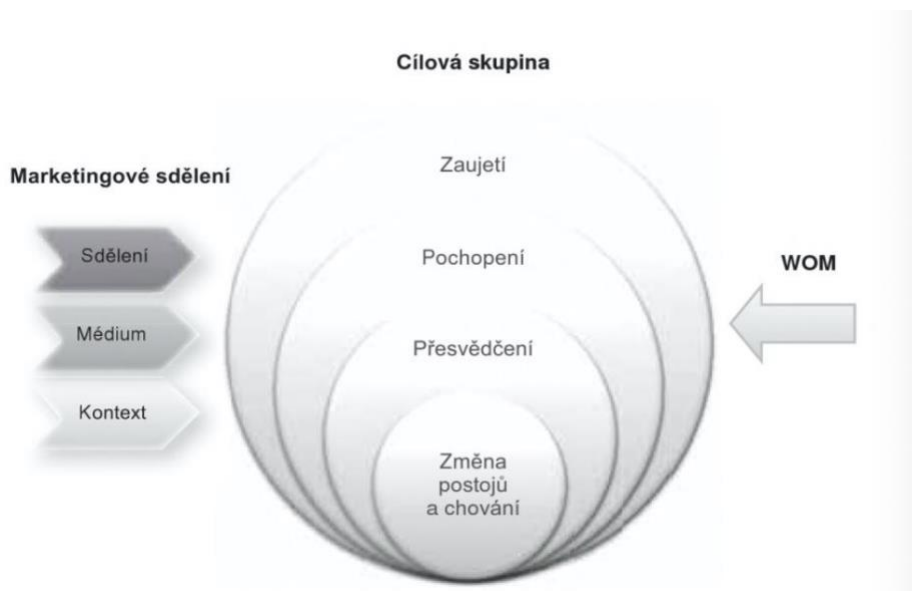 Cílová skupina
Marketingové sdělení
Sdělení
Médium
Kontext
Zaujetí
Pochopení
Přesvědčení
Změna
postojů
a chování
WOM